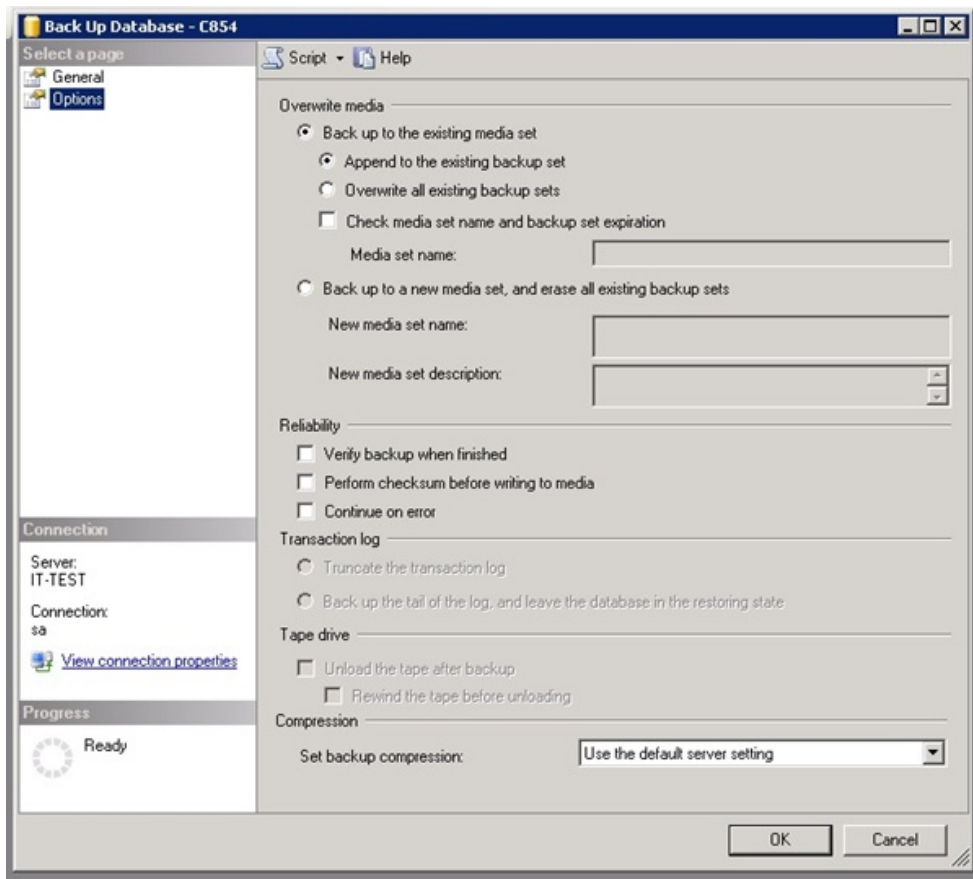 Back Up Database - C854
Select a page
General
Options
Script
Help
Overwrite media
Back up to the existing media set
Append to the existing backup set
Overwrite all existing backup sets
Check media set name and backup set expiration
Media set name:
Back up to a new media set, and erase all existing backup sets
New media set name:
New media set description:
Reliability
Verify backup when finished
Perform checksum before writing to media
Continue on error
Transaction log
Truncate the transaction log
Back up the tail of the log, and leave the database in the restoring state
Tape drive
Unload the tape after backup
Rewind the tape before unloading
Compression
Set backup compression:
Use the default server setting
Connection
Server:
IT-TEST
Connection:
sa
View connection properties
Progress
Ready
OK
Cancel